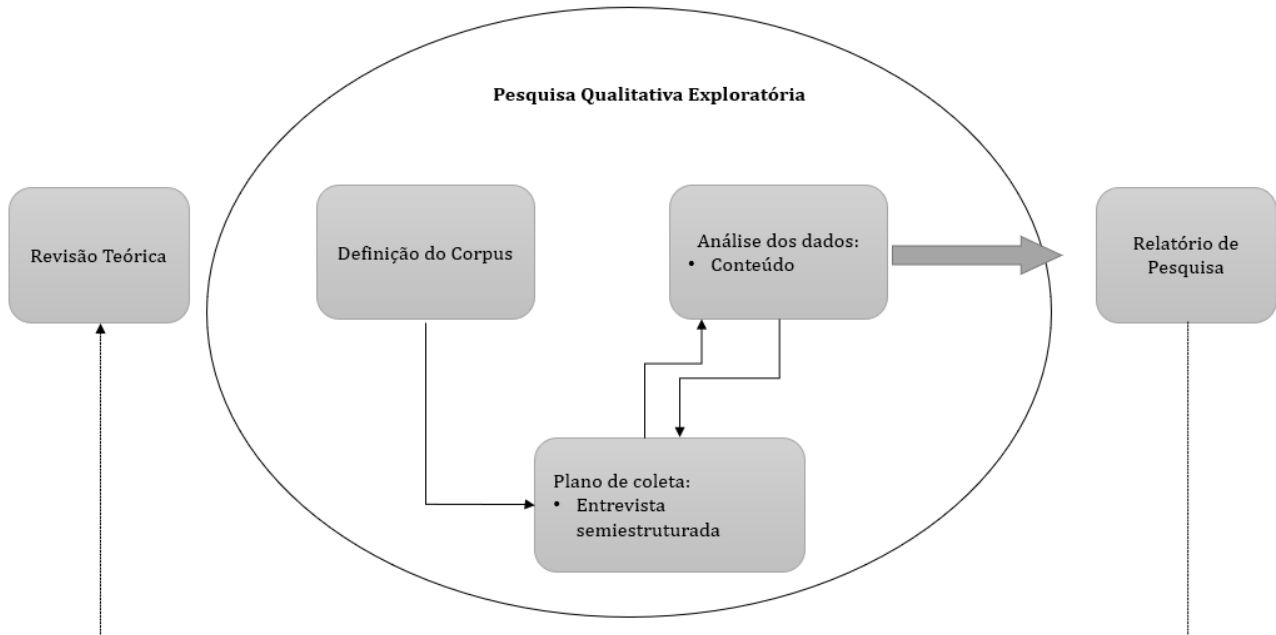 Pesquisa Qualitativa Exploratória
Revisão Teórica
Definição do Corpus
Análise dos dados:
• Conteúdo
Relatório de
Pesquisa
Plano de coleta:
• Entrevista
semiestruturada